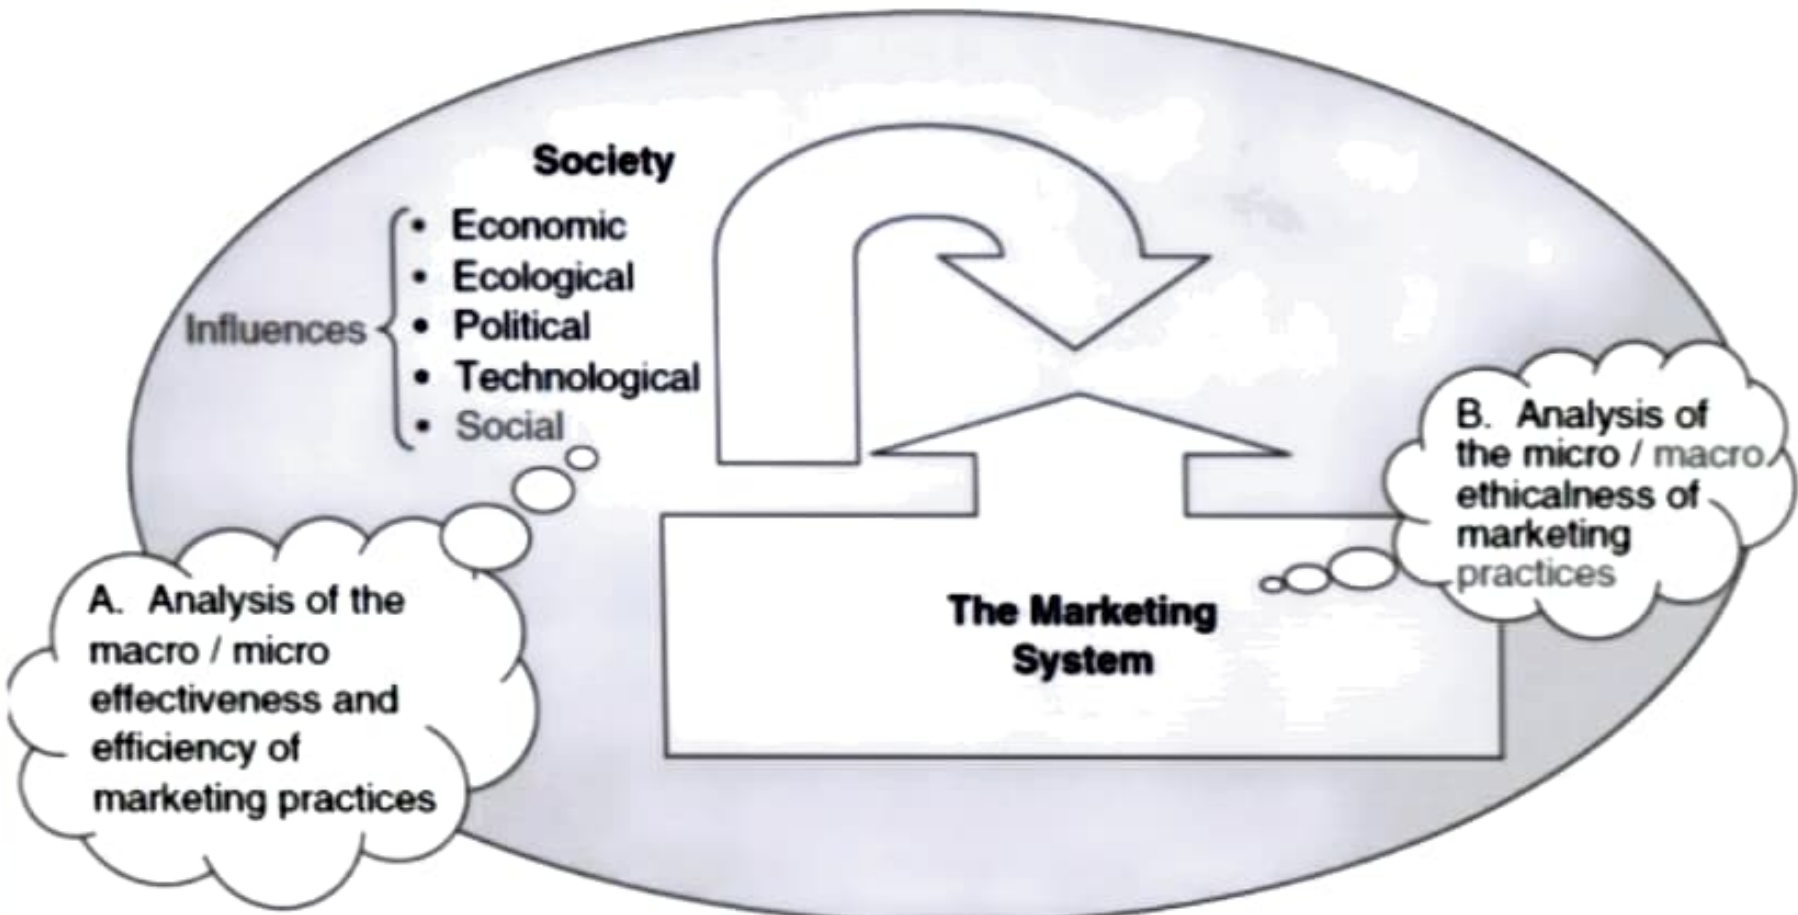 Society
Influences
• Economic
• Ecological
• Political
• Technological
• Social
A. Analysis of the
macro / micro
effectiveness and
efficiency of
marketing practices
B. Analysis of
the micro / macro
ethicalness of
marketing
practices
The Marketing
System